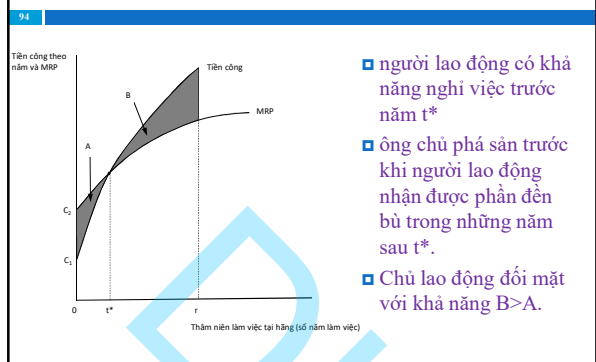 94
Tiền công theo
năm và MRP
Tiền công
B
MRP
A
C₂
C₁
0
t*
r
Thâm niên làm việc tại hãng (số năm làm việc)
người lao động có khả
năng nghỉ việc trước
năm t*
ông chủ phá sản trước
khi người lao động
nhận được phần đền
bù trong những năm
sau t*.
Chủ lao động đối mặt
với khả năng B>A.